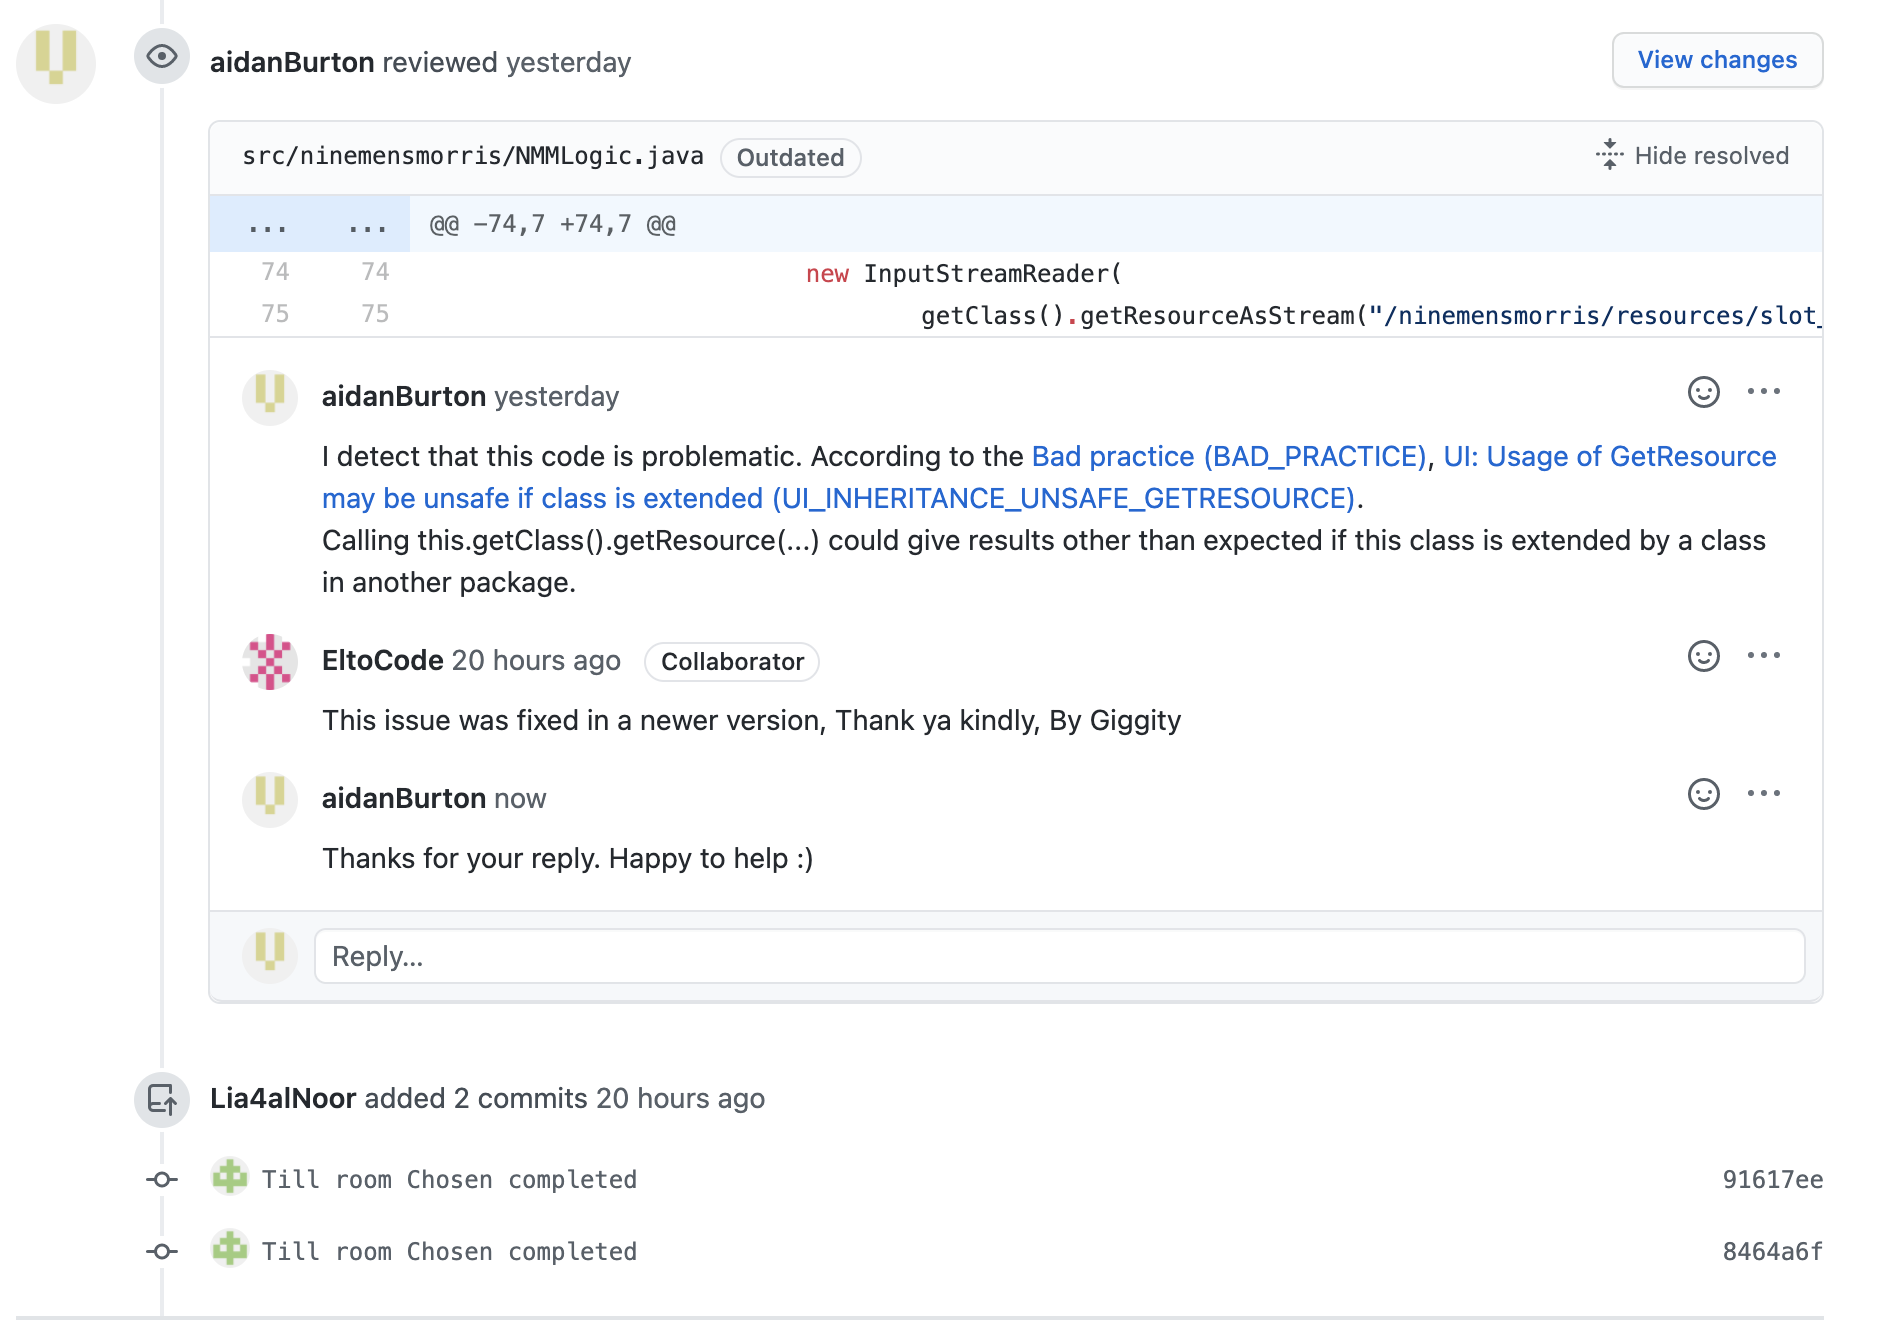 aidanBurton reviewed yesterday
View changes
src/ninemensmorris/NMMLogic.java Outdated
Hide resolved
... ... @@ -74,7 +74,7 @@
74 74 new InputStreamReader(
75 75 getClass().getResourceAsStream("/ninemensmorris/resources/slot_
aidanBurton yesterday
I detect that this code is problematic. According to the Bad practice (BAD_PRACTICE), UI: Usage of GetResource
may be unsafe if class is extended (UI_INHERITANCE_UNSAFE_GETRESOURCE).
Calling this.getClass().getResource(...) could give results other than expected if this class is extended by a class
in another package.
EltoCode 20 hours ago Collaborator
This issue was fixed in a newer version, Thank ya kindly, By Giggity
aidanBurton now
Thanks for your reply. Happy to help :)
Reply...
Lia4alNoor added 2 commits 20 hours ago
Till room Chosen completed 91617ee
Till room Chosen completed 8464a6f